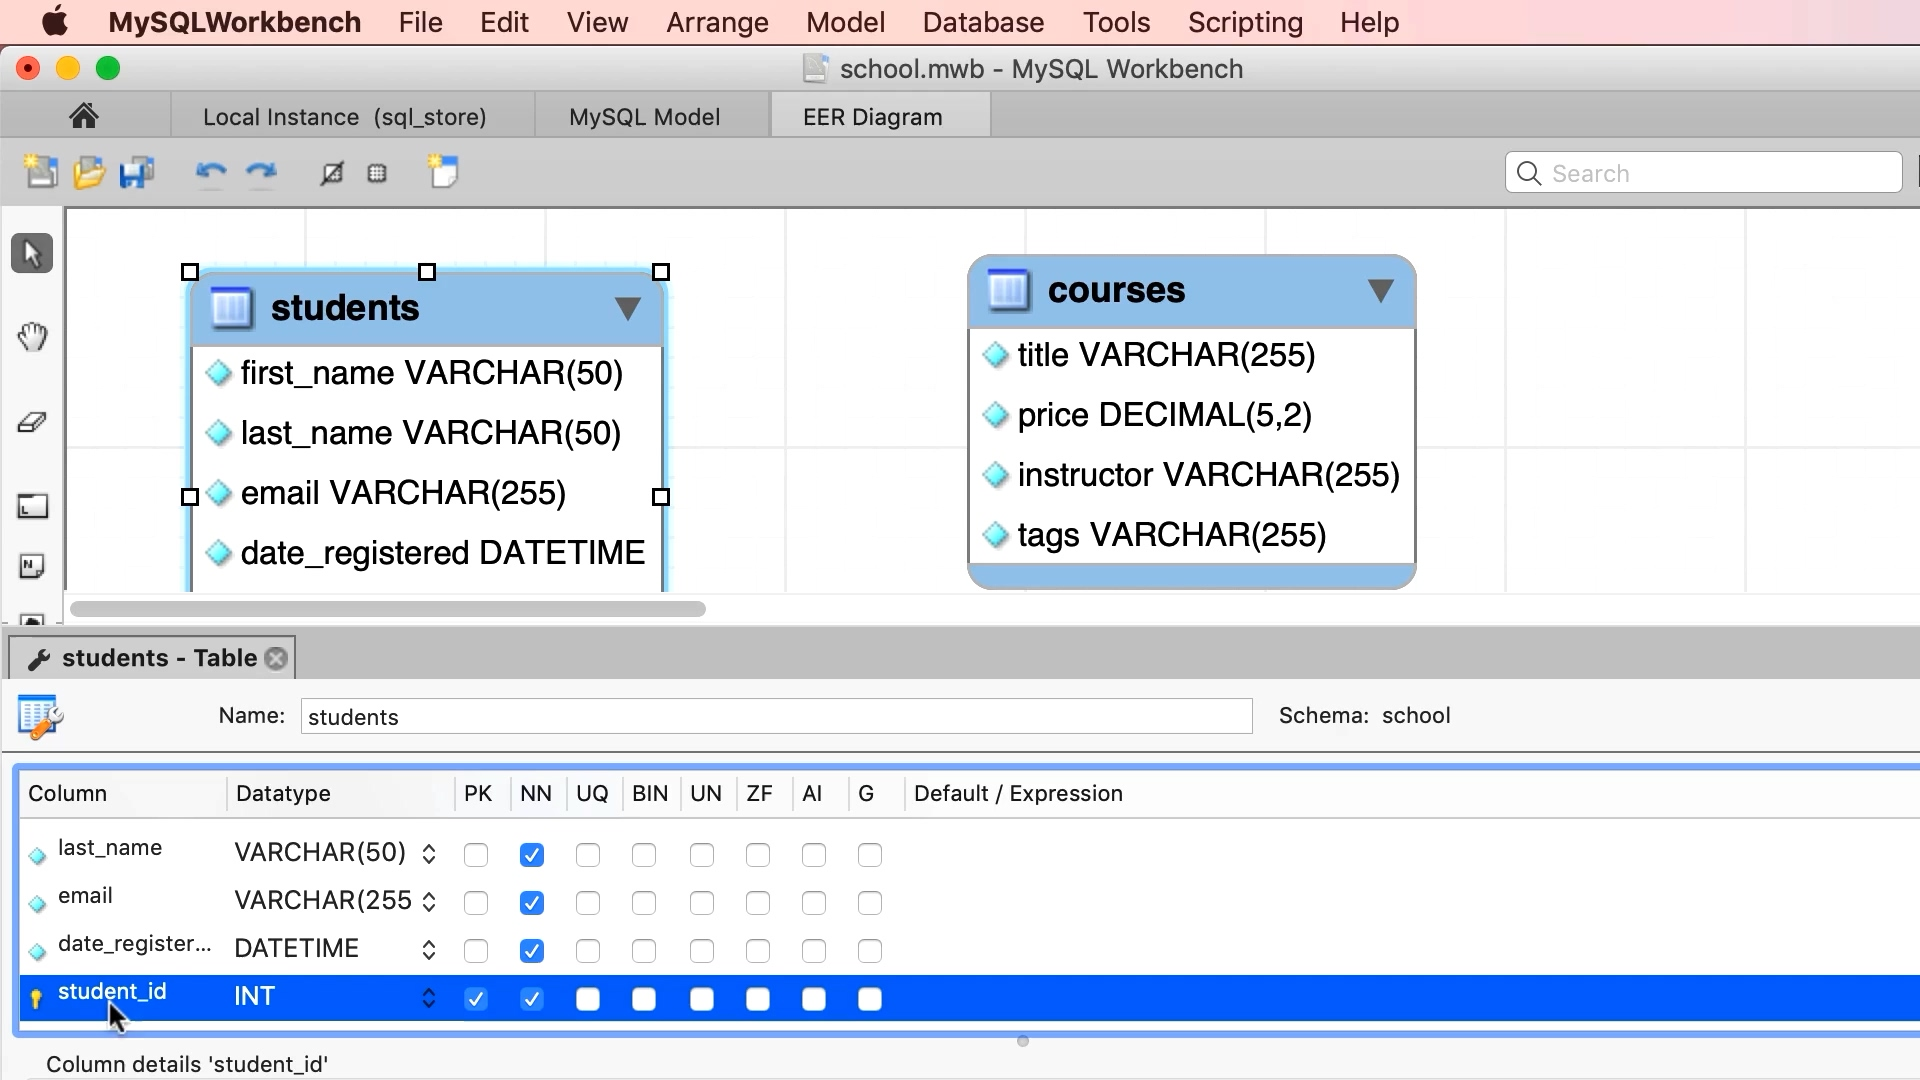 MySQLWorkbench File Edit View Arrange Model Database Tools Scripting Help
school.mwb - MySQL Workbench
Local Instance (sql_store) MySQL Model EER Diagram
Search
students
first_name VARCHAR(50)
last_name VARCHAR(50)
email VARCHAR(255)
date_registered DATETIME
courses
title VARCHAR(255)
price DECIMAL(5,2)
instructor VARCHAR(255)
tags VARCHAR(255)
students - Table
Name: students Schema: school
Column Datatype PK NN UQ BIN UN ZF AI G Default / Expression
last_name VARCHAR(50)
email VARCHAR(255
date_register... DATETIME
student_id INT
Column details 'student_id'